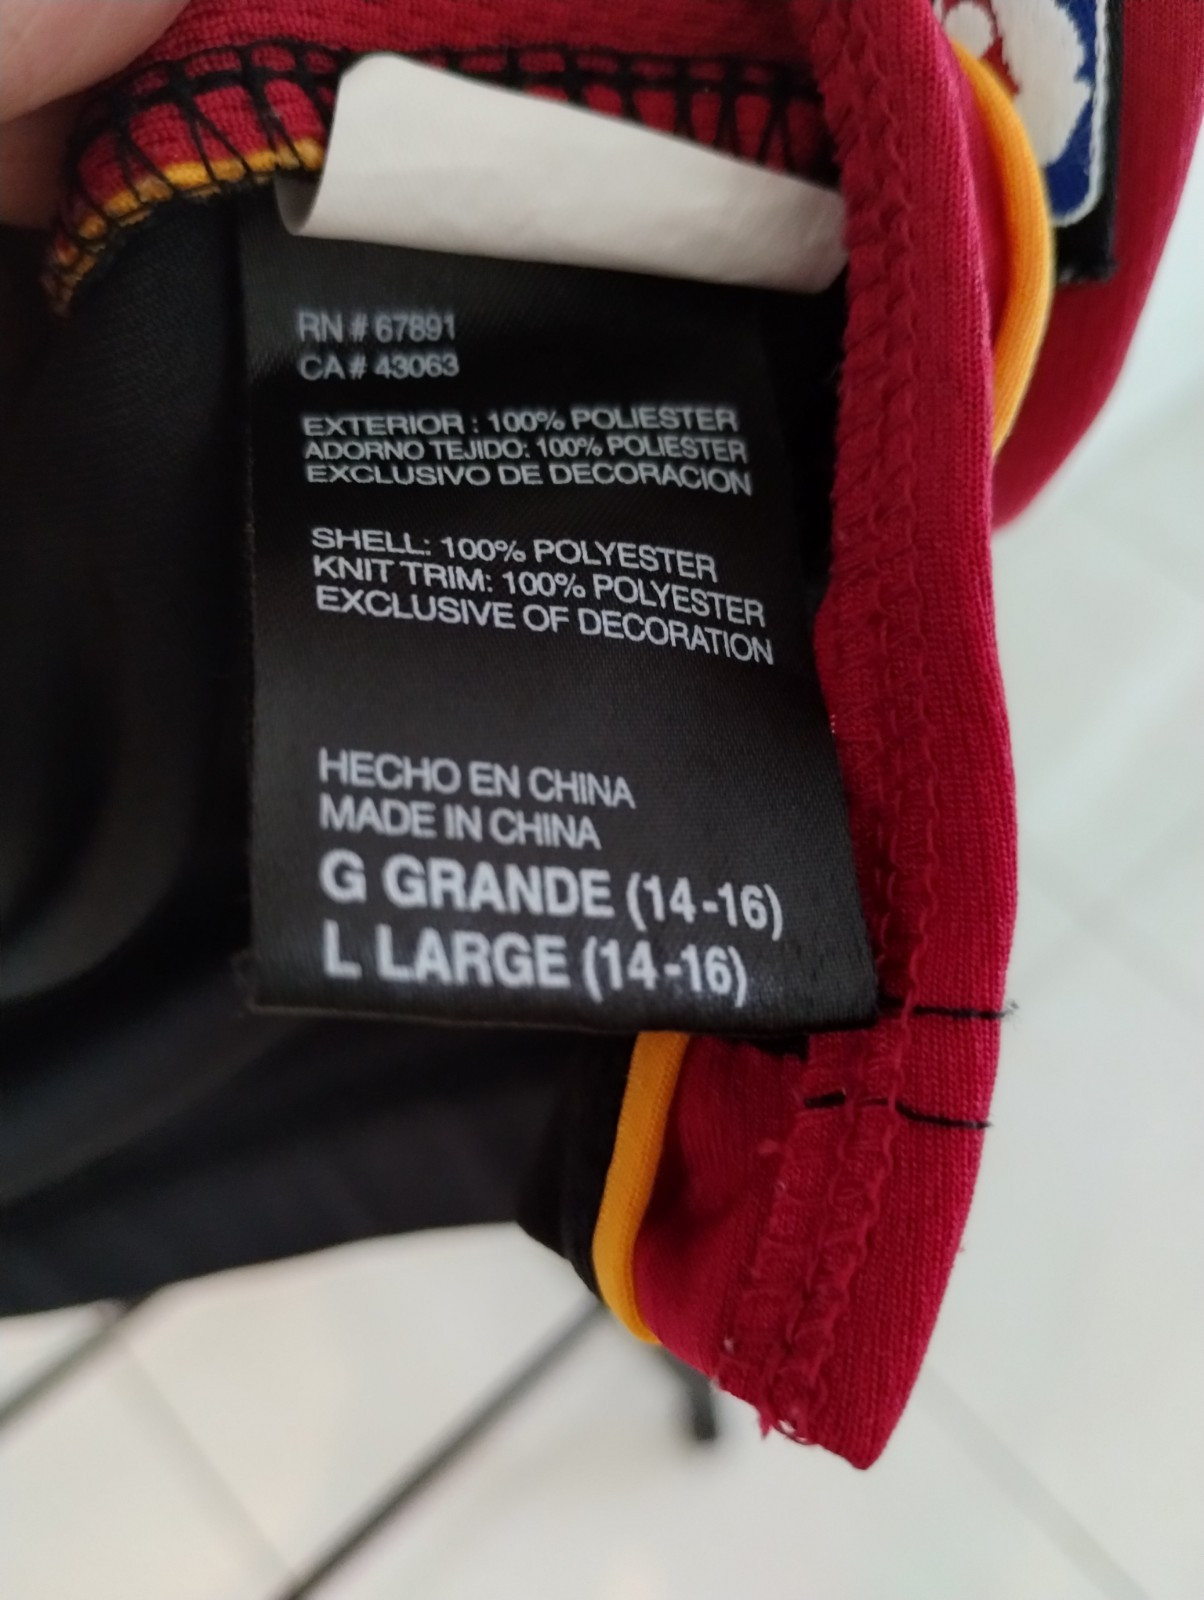 RN # 67891
CA # 43063
EXTERIOR : 100% POLIESTER
ADORNO TEJIDO: 100% POLIESTER
EXCLUSIVO DE DECORACION
SHELL: 100% POLYESTER
KNIT TRIM: 100% POLYESTER
EXCLUSIVE OF DECORATION
HECHO EN CHINA
MADE IN CHINA
G GRANDE (14-16)
L LARGE (14-16)